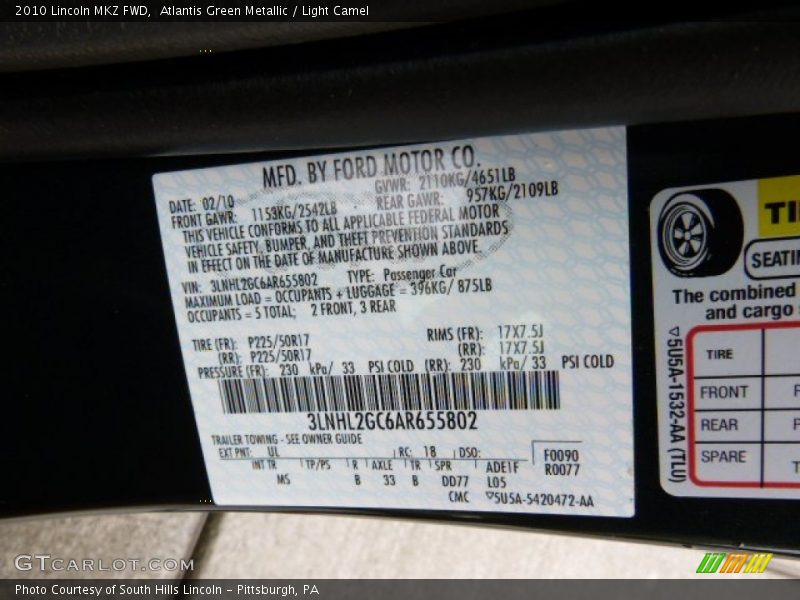 2010 Lincoln MKZ FWD,  Atlantis Green Metallic / Light Camel
MFD. BY FORD MOTOR CO.
DATE: 02/10 GVWR: 2110KG/4651LB
FRONT GAWR: 1153KG/2542LB REAR GAWR: 957KG/2109LB
THIS VEHICLE CONFORMS TO ALL APPLICABLE FEDERAL MOTOR
VEHICLE SAFETY, BUMPER, AND THEFT PREVENTION STANDARDS
IN EFFECT ON THE DATE OF MANUFACTURE SHOWN ABOVE.
VIN: 3LNHL2GC6AR655802 TYPE: Passenger Car
MAXIMUM LOAD = OCCUPANTS + LUGGAGE = 396KG/ 875LB
OCCUPANTS = 5 TOTAL; 2 FRONT, 3 REAR
TIRE (FR): P225/50R17 RIMS (FR): 17X7.5J
(RR): P225/50R17 (RR): 17X7.5J
PRESSURE (FR): 230 kPa/ 33 PSI COLD (RR): 230 kPa/ 33 PSI COLD
3LNHL2GC6AR655802
TRAILER TOWING - SEE OWNER GUIDE
EXT PNT: UL RC: 18 DSO: F0090
INT TR TP/PS R AXLE TR SPR ADE1F R0077
MS B 33 B DD77 L05
CMC ▽5U5A-5420472-AA
TI
SEATIN
The combined
and cargo
TIRE
FRONT
REAR
SPARE
▽5U5A-1532-AA (TLU)
GTCARLOT.COM
Photo Courtesy of South Hills Lincoln - Pittsburgh, PA